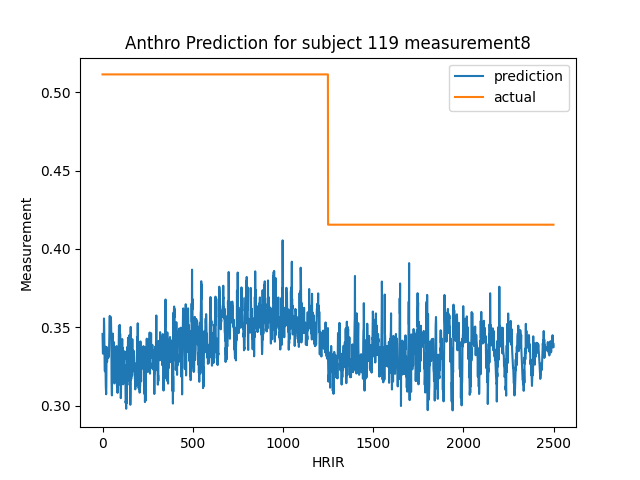 Anthro Prediction for subject 119 measurement8
prediction
actual
Measurement
0.50
0.45
0.40
0.35
0.30
0
500
1000
1500
2000
2500
HRIR